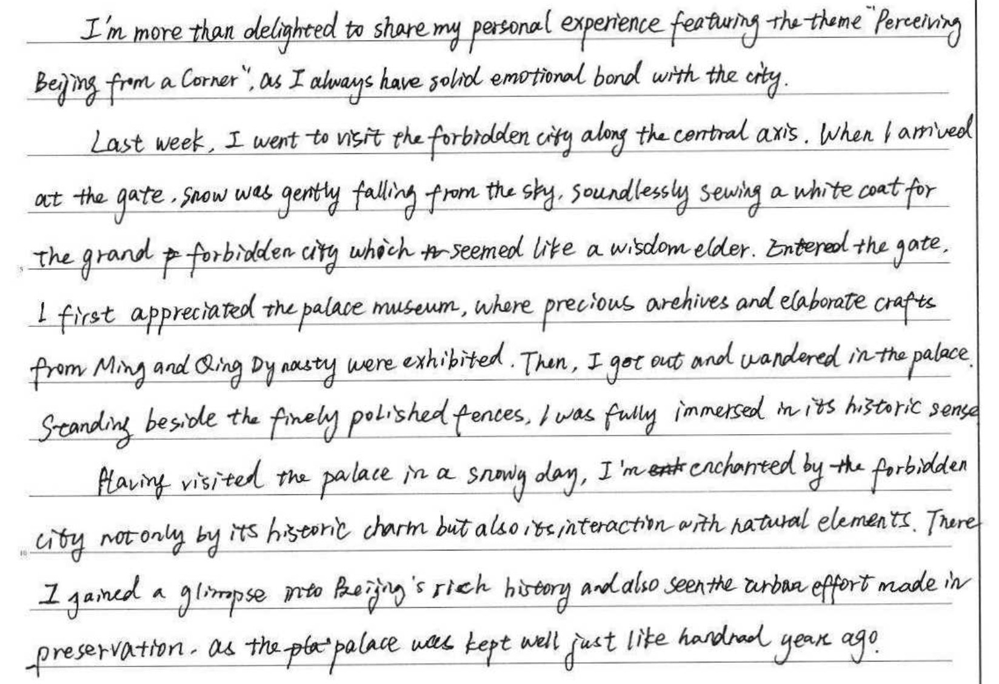 I'm more than delighted to share my personal experience featuring the theme "Perceiving
Beijing from a Corner", as I always have solid emotional bond with the city.
Last week, I went to visit the forbidden city along the central axis. When I arrived
at the gate, snow was gently falling from the sky, soundlessly sewing a white coat for
5 the grand forbidden city which seemed like a wisdom elder. Entered the gate,
I first appreciated the palace museum, where precious archives and elaborate crafts
from Ming and Qing Dynasty were exhibited. Then, I got out and wandered in the palace.
Standing beside the finely polished fences, I was fully immersed in its historic sense
Having visited the palace in a snowy day, I'm enchanted by the forbidden
10 city not only by its historic charm but also its interaction with natural elements. There
I gained a glimpse into Beijing's rich history and also seen the urban effort made in
preservation, as the palace was kept well just like handrad years ago.